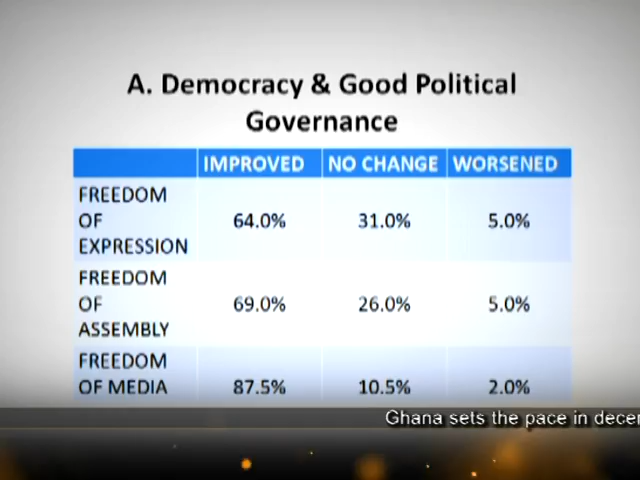 A. Democracy & Good Political
Governance
IMPROVED NO CHANGE WORSENED
FREEDOM
OF 64.0% 31.0% 5.0%
EXPRESSION
FREEDOM
OF 69.0% 26.0% 5.0%
ASSEMBLY
FREEDOM
OF MEDIA 87.5% 10.5% 2.0%
Ghana sets the pace in